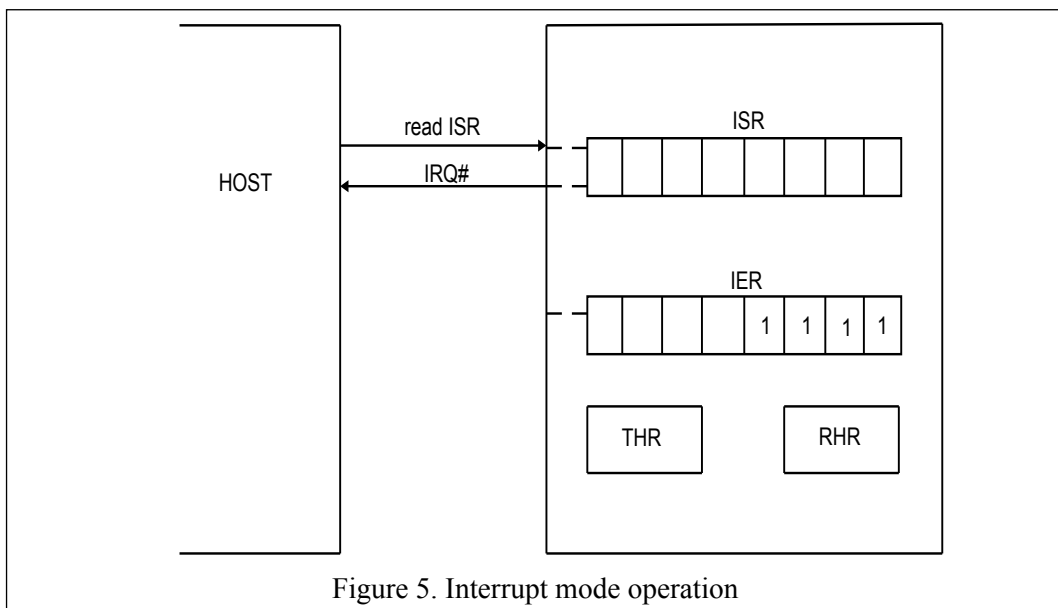 read ISR
ISR
HOST
IRQ#
IER
1 1 1 1
THR RHR
Figure 5. Interrupt mode operation